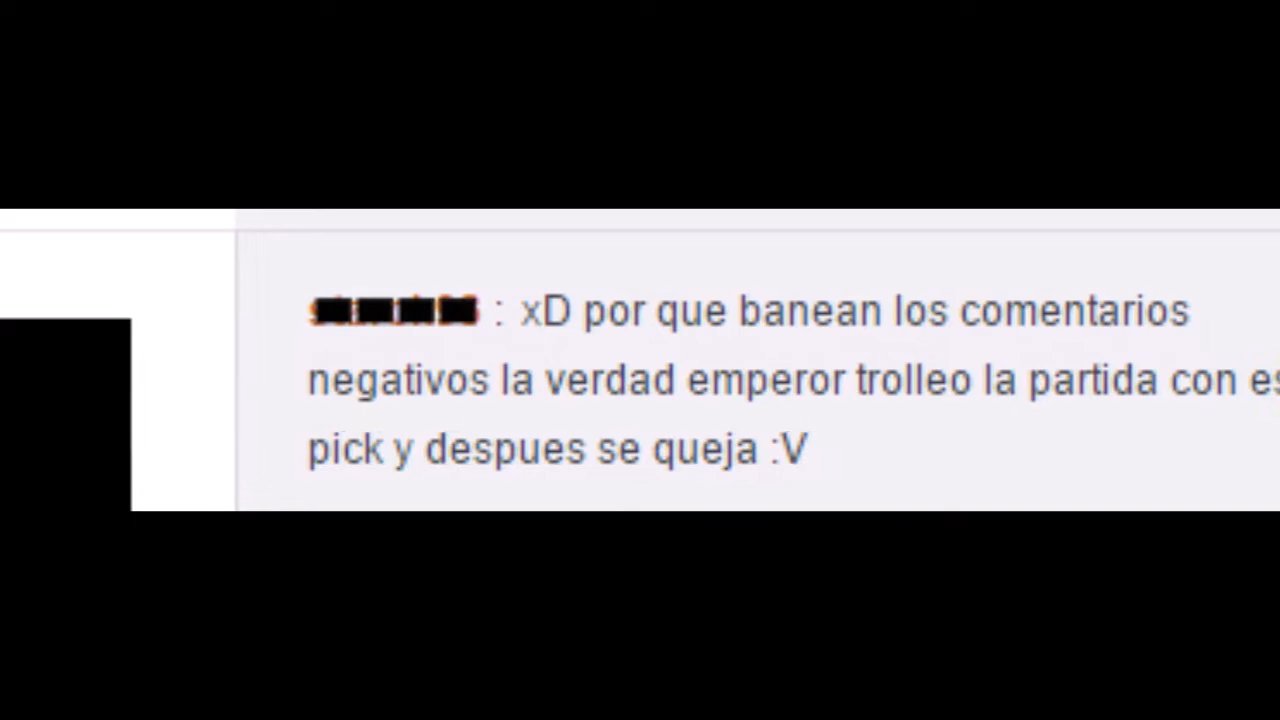 : xD por que banean los comentarios
negativos la verdad emperor trolleo la partida con
pick y despues se queja :V